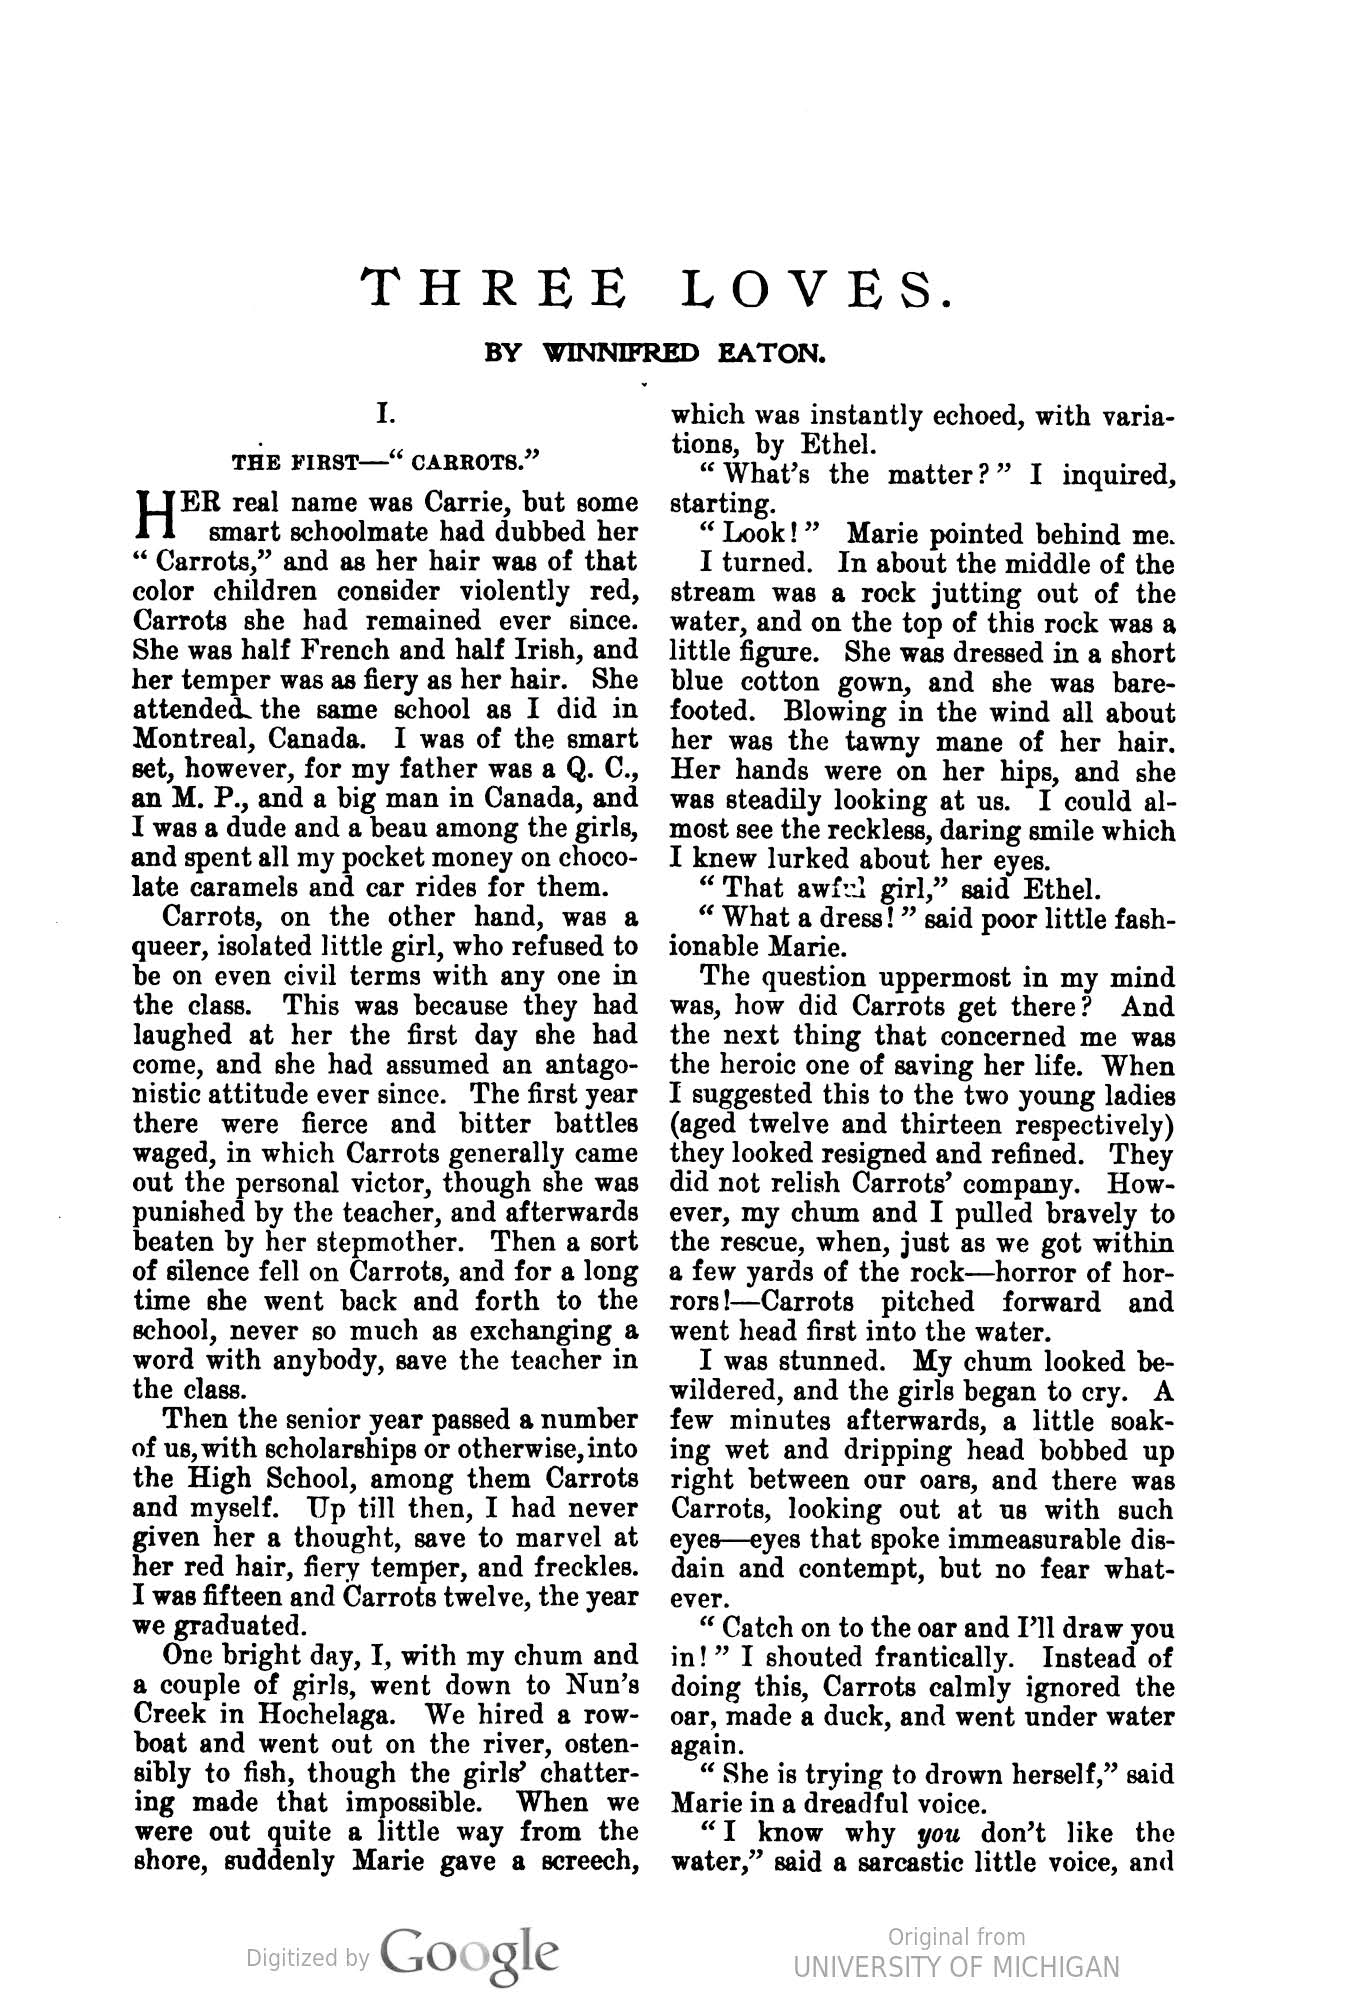 THREE LOVES.
BY WINNIFRED EATON.
I.
THE FIRST—“ CARROTS.”
HER real name was Carrie, but some
smart schoolmate had dubbed her
“ Carrots,” and as her hair was of that
color children consider violently red,
Carrots she had remained ever since.
She was half French and half Irish, and
her temper was as fiery as her hair. She
attended the same school as I did in
Montreal, Canada. I was of the smart
set, however, for my father was a Q. C.,
an M. P., and a big man in Canada, and
I was a dude and a beau among the girls,
and spent all my pocket money on choco-
late caramels and car rides for them.
Carrots, on the other hand, was a
queer, isolated little girl, who refused to
be on even civil terms with any one in
the class. This was because they had
laughed at her the first day she had
come, and she had assumed an antago-
nistic attitude ever since. The first year
there were fierce and bitter battles
waged, in which Carrots generally came
out the personal victor, though she was
punished by the teacher, and afterwards
beaten by her stepmother. Then a sort
of silence fell on Carrots, and for a long
time she went back and forth to the
school, never so much as exchanging a
word with anybody, save the teacher in
the class.
Then the senior year passed a number
of us, with scholarships or otherwise, into
the High School, among them Carrots
and myself. Up till then, I had never
given her a thought, save to marvel at
her red hair, fiery temper, and freckles.
I was fifteen and Carrots twelve, the year
we graduated.
One bright day, I, with my chum and
a couple of girls, went down to Nun’s
Creek in Hochelaga. We hired a row-
boat and went out on the river, osten-
sibly to fish, though the girls’ chatter-
ing made that impossible. When we
were out quite a little way from the
shore, suddenly Marie gave a screech,
which was instantly echoed, with varia-
tions, by Ethel.
“ What’s the matter? ” I inquired,
starting.
“ Look! ” Marie pointed behind me.
I turned. In about the middle of the
stream was a rock jutting out of the
water, and on the top of this rock was a
little figure. She was dressed in a short
blue cotton gown, and she was bare-
footed. Blowing in the wind all about
her was the tawny mane of her hair.
Her hands were on her hips, and she
was steadily looking at us. I could al-
most see the reckless, daring smile which
I knew lurked about her eyes.
“ That awful girl,” said Ethel.
“ What a dress! ” said poor little fash-
ionable Marie.
The question uppermost in my mind
was, how did Carrots get there? And
the next thing that concerned me was
the heroic one of saving her life. When
I suggested this to the two young ladies
(aged twelve and thirteen respectively)
they looked resigned and refined. They
did not relish Carrots’ company. How-
ever, my chum and I pulled bravely to
the rescue, when, just as we got within
a few yards of the rock—horror of hor-
rors!—Carrots pitched forward and
went head first into the water.
I was stunned. My chum looked be-
wildered, and the girls began to cry. A
few minutes afterwards, a little soak-
ing wet and dripping head bobbed up
right between our oars, and there was
Carrots, looking out at us with such
eyes—eyes that spoke immeasurable dis-
dain and contempt, but no fear what-
ever.
“ Catch on to the oar and I’ll draw you
in! ” I shouted frantically. Instead of
doing this, Carrots calmly ignored the
oar, made a duck, and went under water
again.
“ She is trying to drown herself,” said
Marie in a dreadful voice.
“ I know why you don’t like the
water,” said a sarcastic little voice, and
Digitized by Google
Original from
UNIVERSITY OF MICHIGAN